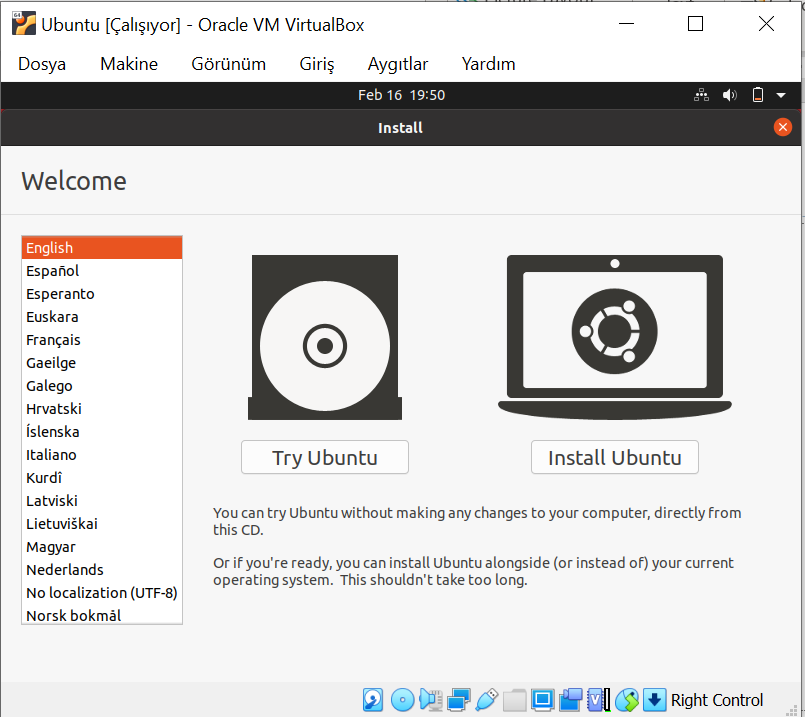 Ubuntu [Çalışıyor] - Oracle VM VirtualBox
Dosya Makine Görünüm Giriş Aygıtlar Yardım
Feb 16 19:50
Install
Welcome
English
Español
Esperanto
Euskara
Français
Gaeilge
Galego
Hrvatski
Íslenska
Italiano
Kurdî
Latviski
Lietuviškai
Magyar
Nederlands
No localization (UTF-8)
Norsk bokmål
Try Ubuntu
Install Ubuntu
You can try Ubuntu without making any changes to your computer, directly from
this CD.
Or if you're ready, you can install Ubuntu alongside (or instead of) your current
operating system. This shouldn't take too long.
Right Control